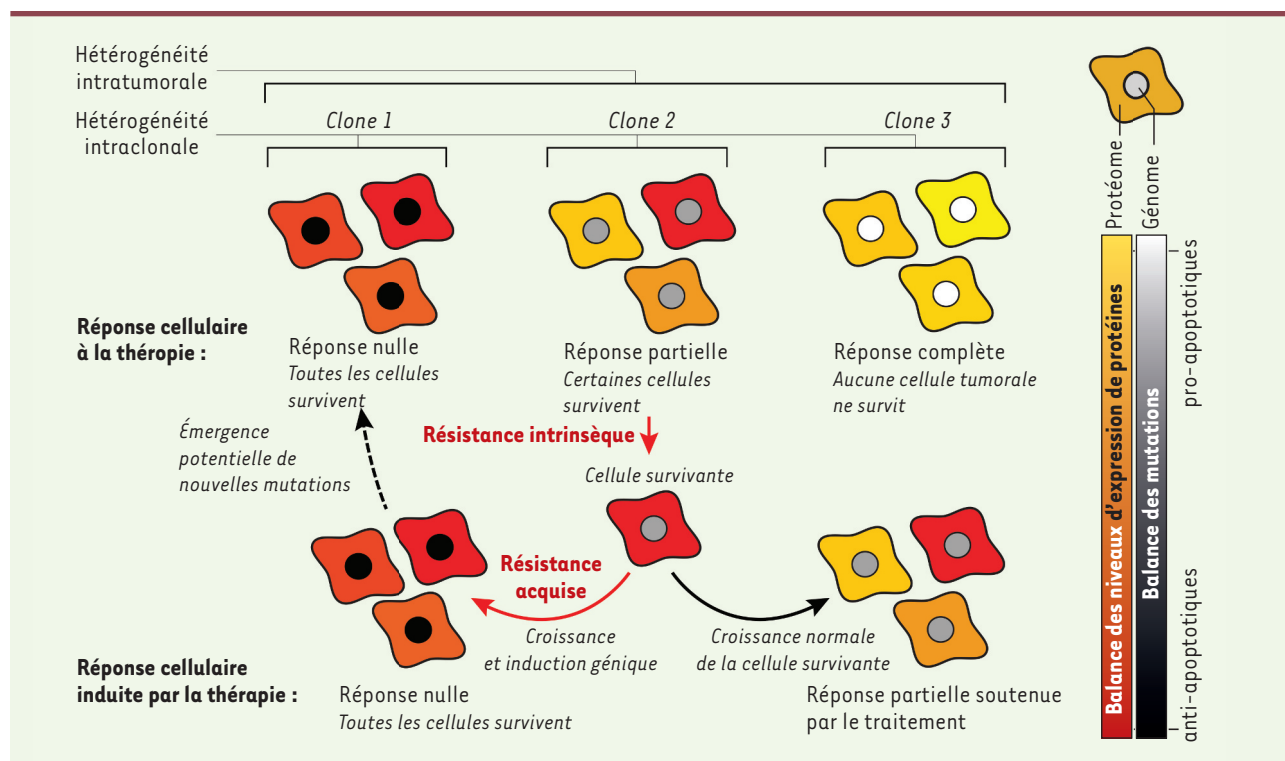 Hétérogénéité
intratumorale
Hétérogénéité
intraclonale
Clone 1
Clone 2
Clone 3
Réponse cellulaire
à la théropie :
Réponse nulle
Toutes les cellules
survivent
Réponse partielle
Certaines cellules
survivent
Réponse complète
Aucune cellule tumorale
ne survit
Émergence
potentielle de
nouvelles mutations
Résistance intrinsèque
Cellule survivante
Résistance
acquise
Croissance
et induction génique
Croissance normale
de la cellule survivante
Réponse cellulaire
induite par la thérapie :
Réponse nulle
Toutes les cellules survivent
Réponse partielle soutenue
par le traitement
Protéome
Génome
Balance des niveaux d'expression de protéines
Balance des mutations
pro-apoptotiques
anti-apoptotiques